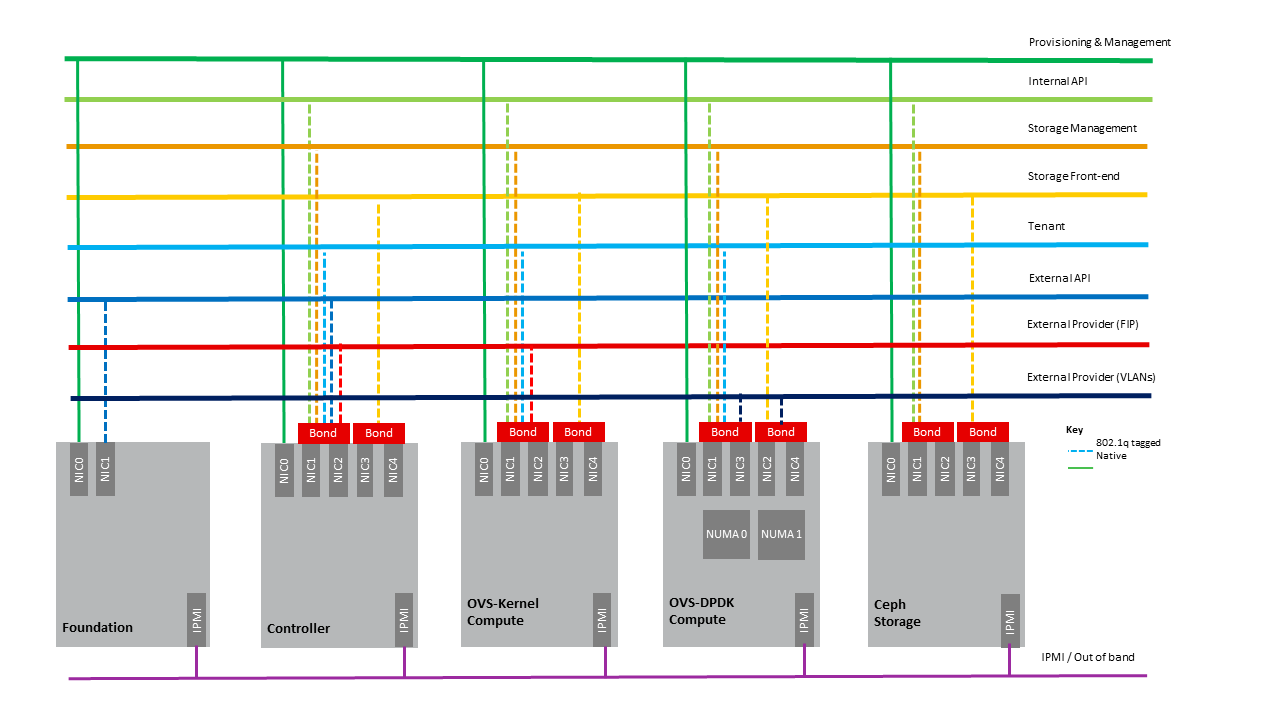 Provisioning & Management
Internal API
Storage Management
Storage Front-end
Tenant
External API
External Provider (FIP)
External Provider (VLANs)
Key
802.1q tagged
Native
Bond
Bond
Bond
Bond
Bond
Bond
Bond
Bond
NIC0
NIC1
NIC0
NIC1
NIC2
NIC3
NIC4
NIC0
NIC1
NIC2
NIC3
NIC4
NIC0
NIC1
NIC3
NIC2
NIC4
NIC0
NIC1
NIC2
NIC3
NIC4
NUMA 0
NUMA 1
Foundation
IPMI
Controller
IPMI
OVS-Kernel
Compute
IPMI
OVS-DPDK
Compute
IPMI
Ceph
Storage
IPMI
IPMI / Out of band